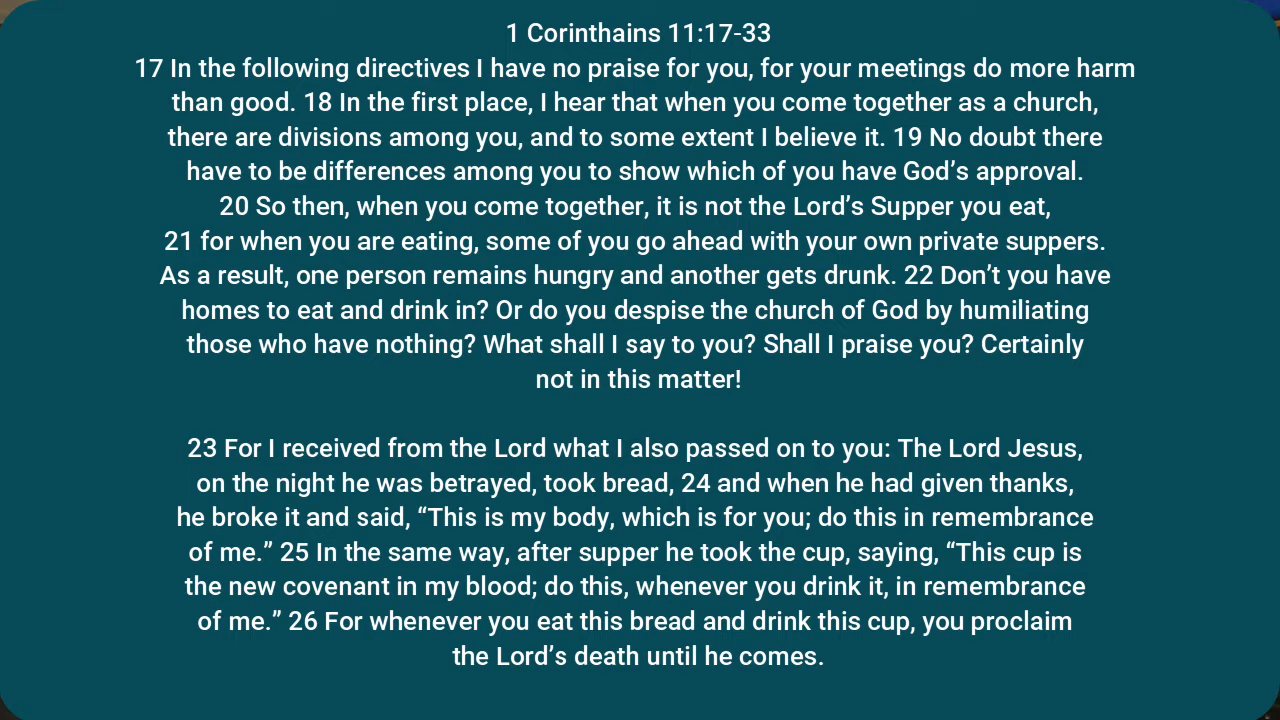 1 Corinthains 11:17-33
17 In the following directives I have no praise for you, for your meetings do more harm
than good. 18 In the first place, I hear that when you come together as a church,
there are divisions among you, and to some extent I believe it. 19 No doubt there
have to be differences among you to show which of you have God’s approval.
20 So then, when you come together, it is not the Lord’s Supper you eat,
21 for when you are eating, some of you go ahead with your own private suppers.
As a result, one person remains hungry and another gets drunk. 22 Don’t you have
homes to eat and drink in? Or do you despise the church of God by humiliating
those who have nothing? What shall I say to you? Shall I praise you? Certainly
not in this matter!
23 For I received from the Lord what I also passed on to you: The Lord Jesus,
on the night he was betrayed, took bread, 24 and when he had given thanks,
he broke it and said, “This is my body, which is for you; do this in remembrance
of me.” 25 In the same way, after supper he took the cup, saying, “This cup is
the new covenant in my blood; do this, whenever you drink it, in remembrance
of me.” 26 For whenever you eat this bread and drink this cup, you proclaim
the Lord’s death until he comes.